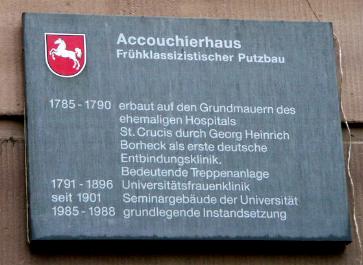 Accouchierhaus
Frühklassizistischer Putzbau
1785-1790 erbaut auf den Grundmauern des
ehemaligen Hospitals
St. Crucis durch Georg Heinrich
Borheck als erste deutsche
Entbindungsklinik.
Bedeutende Treppenanlage
1791-1896 Universitätsfrauenklinik
seit 1901 Seminargebäude der Universität
1985-1988 grundlegende Instandsetzung